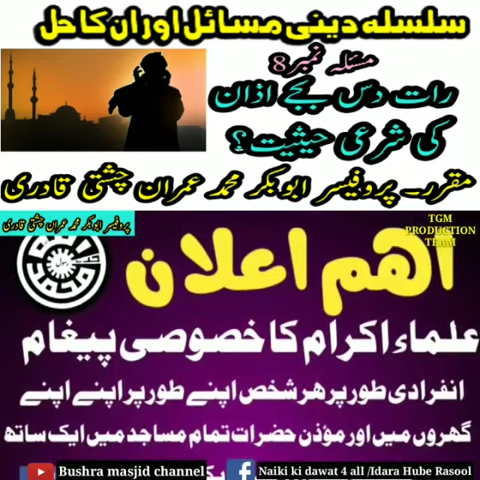 سلسلہ دینی مسائل اور ان کا حل
مسئلہ نمبر 8
رات دس بجے اذان
کی شرعی حیثیت؟
مقرر۔ پروفیسر ابوبکر محمد عمران چشتی قادری
پروفیسر ابوبکر محمد عمران چشتی قادری
TGM
PRODUCTION
TEAM
اھم اعلان
علماء اکرام کا خصوصی پیغام
انفرادی طور پر ھر شخص اپنے طور پر اپنے اپنے
گھروں میں اور مؤذن حضرات تمام مساجد میں ایک ساتھ
Bushra masjid channel
Naiki ki dawat 4 all /Idara Hube Rasool